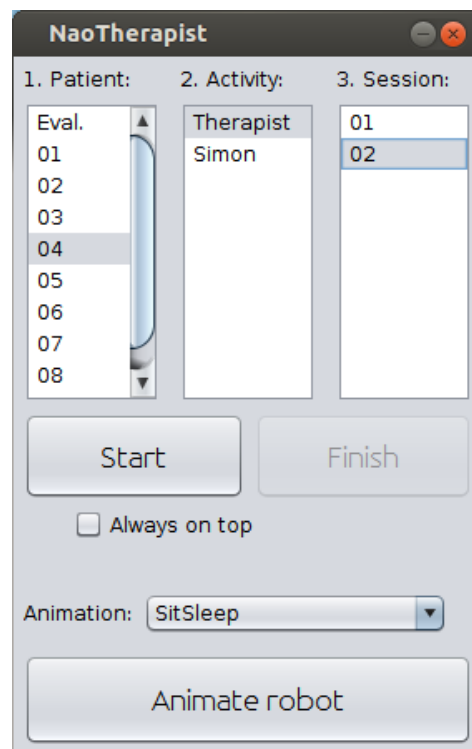 NaoTherapist
1. Patient: 2. Activity: 3. Session:
Eval. Therapist 01
01 Simon 02
02
03
04
05
06
07
08
Start Finish
Always on top
Animation: SitSleep
Animate robot